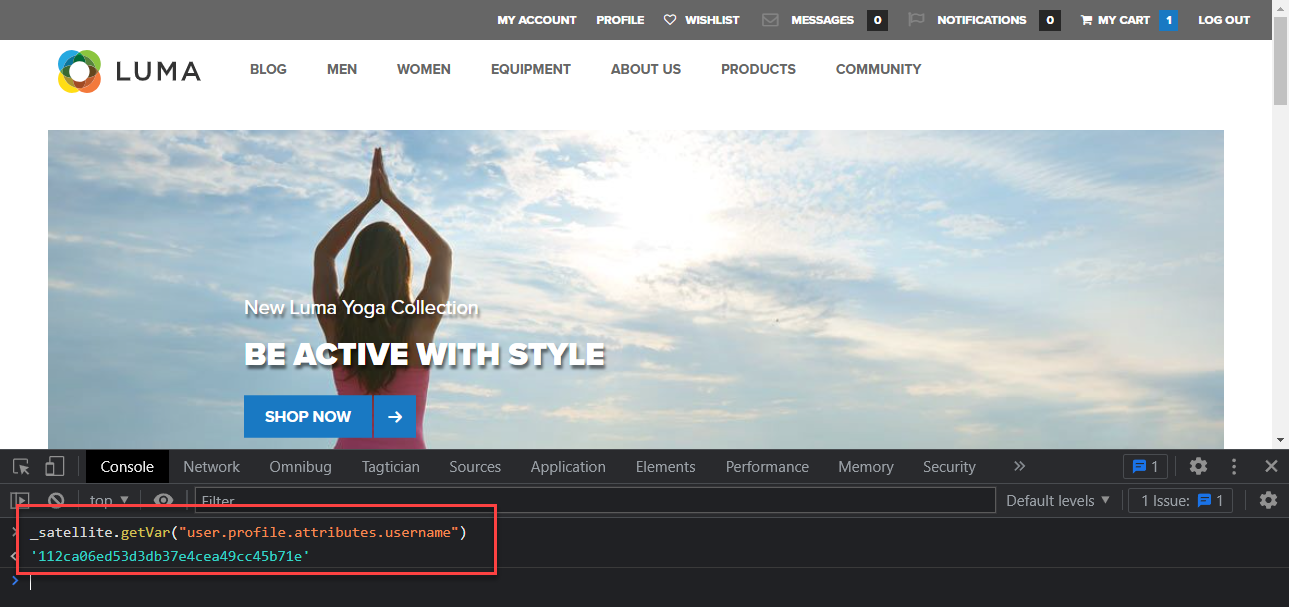 MY ACCOUNT PROFILE WISHLIST MESSAGES 0 NOTIFICATIONS 0 MY CART 1 LOG OUT
LUMA BLOG MEN WOMEN EQUIPMENT ABOUT US PRODUCTS COMMUNITY
New Luma Yoga Collection
BE ACTIVE WITH STYLE
SHOP NOW →
Console Network Omnibug Tagtician Sources Application Elements Performance Memory Security » 1
top ▼ Filter Default levels ▼ 1 Issue: 1
_satellite.getVar("user.profile.attributes.username")
'112ca06ed53d3db37e4cea49cc45b71e'